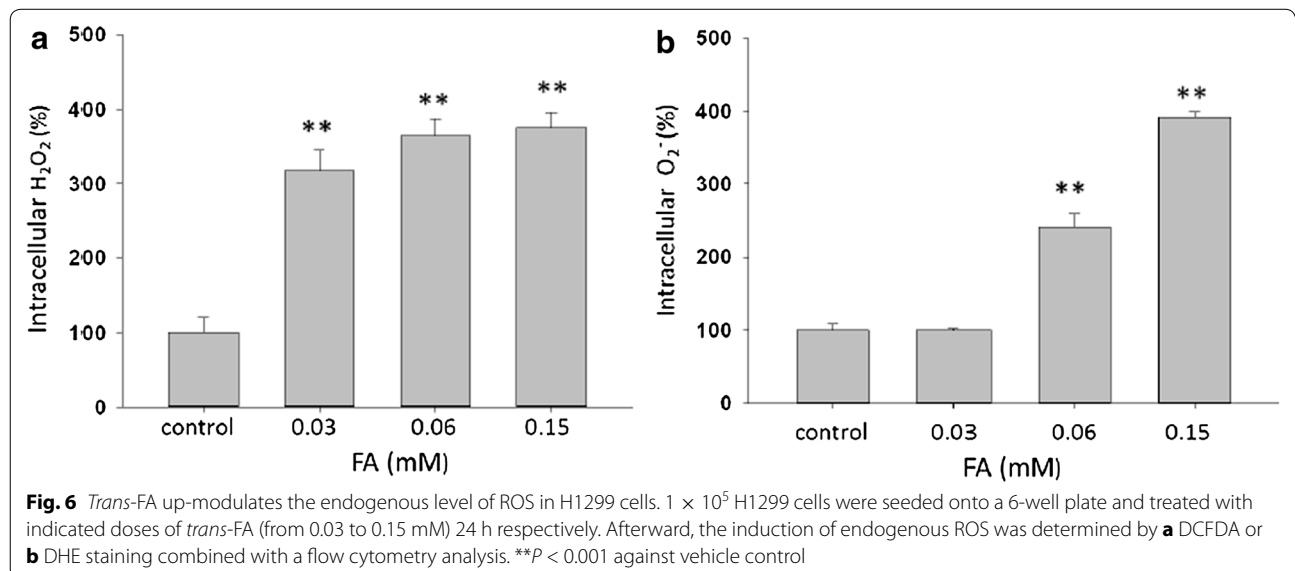 a
b
500
400
300
200
100
0
Intracellular H₂O₂ (%)
**
**
**
control 0.03 0.06 0.15
FA (mM)
500
400
300
200
100
0
Intracellular O₂⁻ (%)
**
**
control 0.03 0.06 0.15
FA (mM)
Fig. 6 Trans-FA up-modulates the endogenous level of ROS in H1299 cells. 1 × 10⁵ H1299 cells were seeded onto a 6-well plate and treated with
indicated doses of trans-FA (from 0.03 to 0.15 mM) 24 h respectively. Afterward, the induction of endogenous ROS was determined by a DCFDA or
b DHE staining combined with a flow cytometry analysis. **P < 0.001 against vehicle control